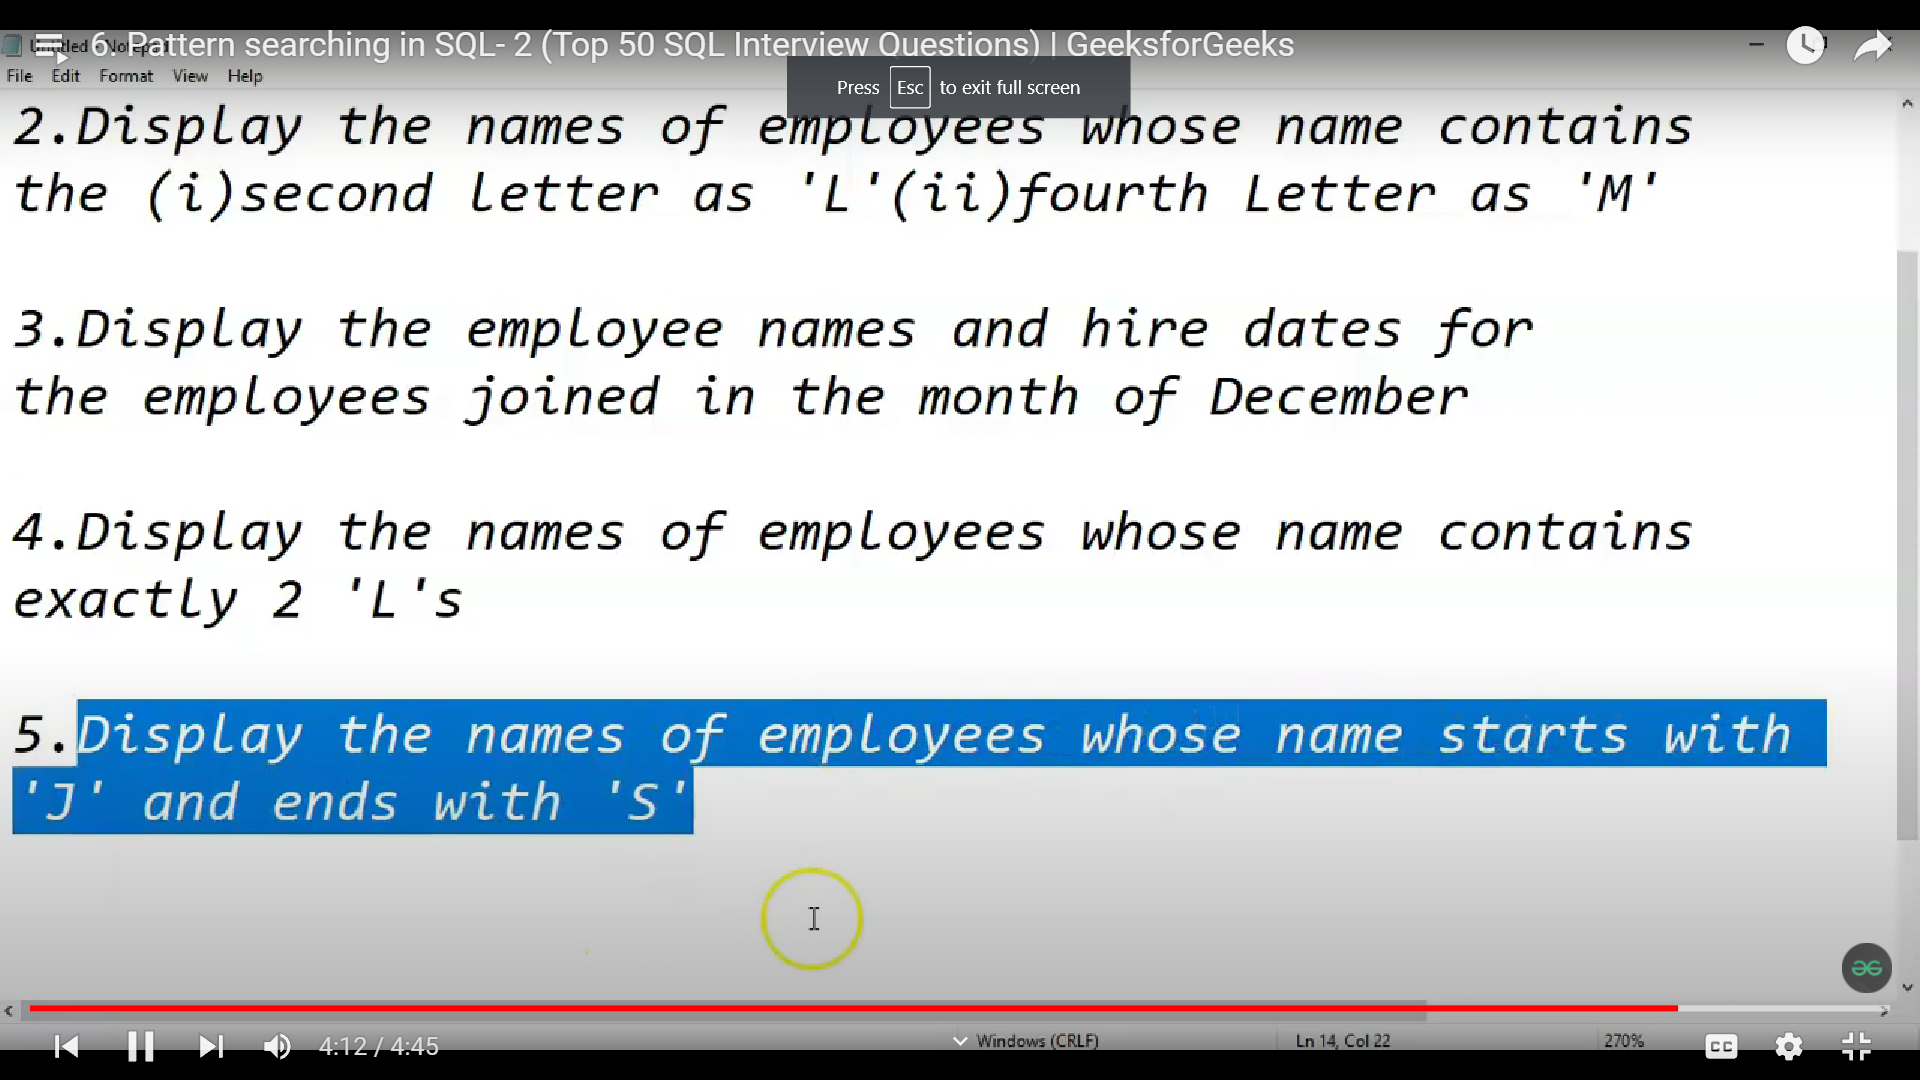 Untitled - Notepad
6. Pattern searching in SQL- 2 (Top 50 SQL Interview Questions) | GeeksforGeeks
File Edit Format View Help
Press Esc to exit full screen
2.Display the names of employees whose name contains
the (i)second letter as 'L'(ii)fourth Letter as 'M'
3.Display the employee names and hire dates for
the employees joined in the month of December
4.Display the names of employees whose name contains
exactly 2 'L's
5.Display the names of employees whose name starts with
'J' and ends with 'S'
4:12 / 4:45
Windows (CRLF)
Ln 14, Col 22
270%
CC